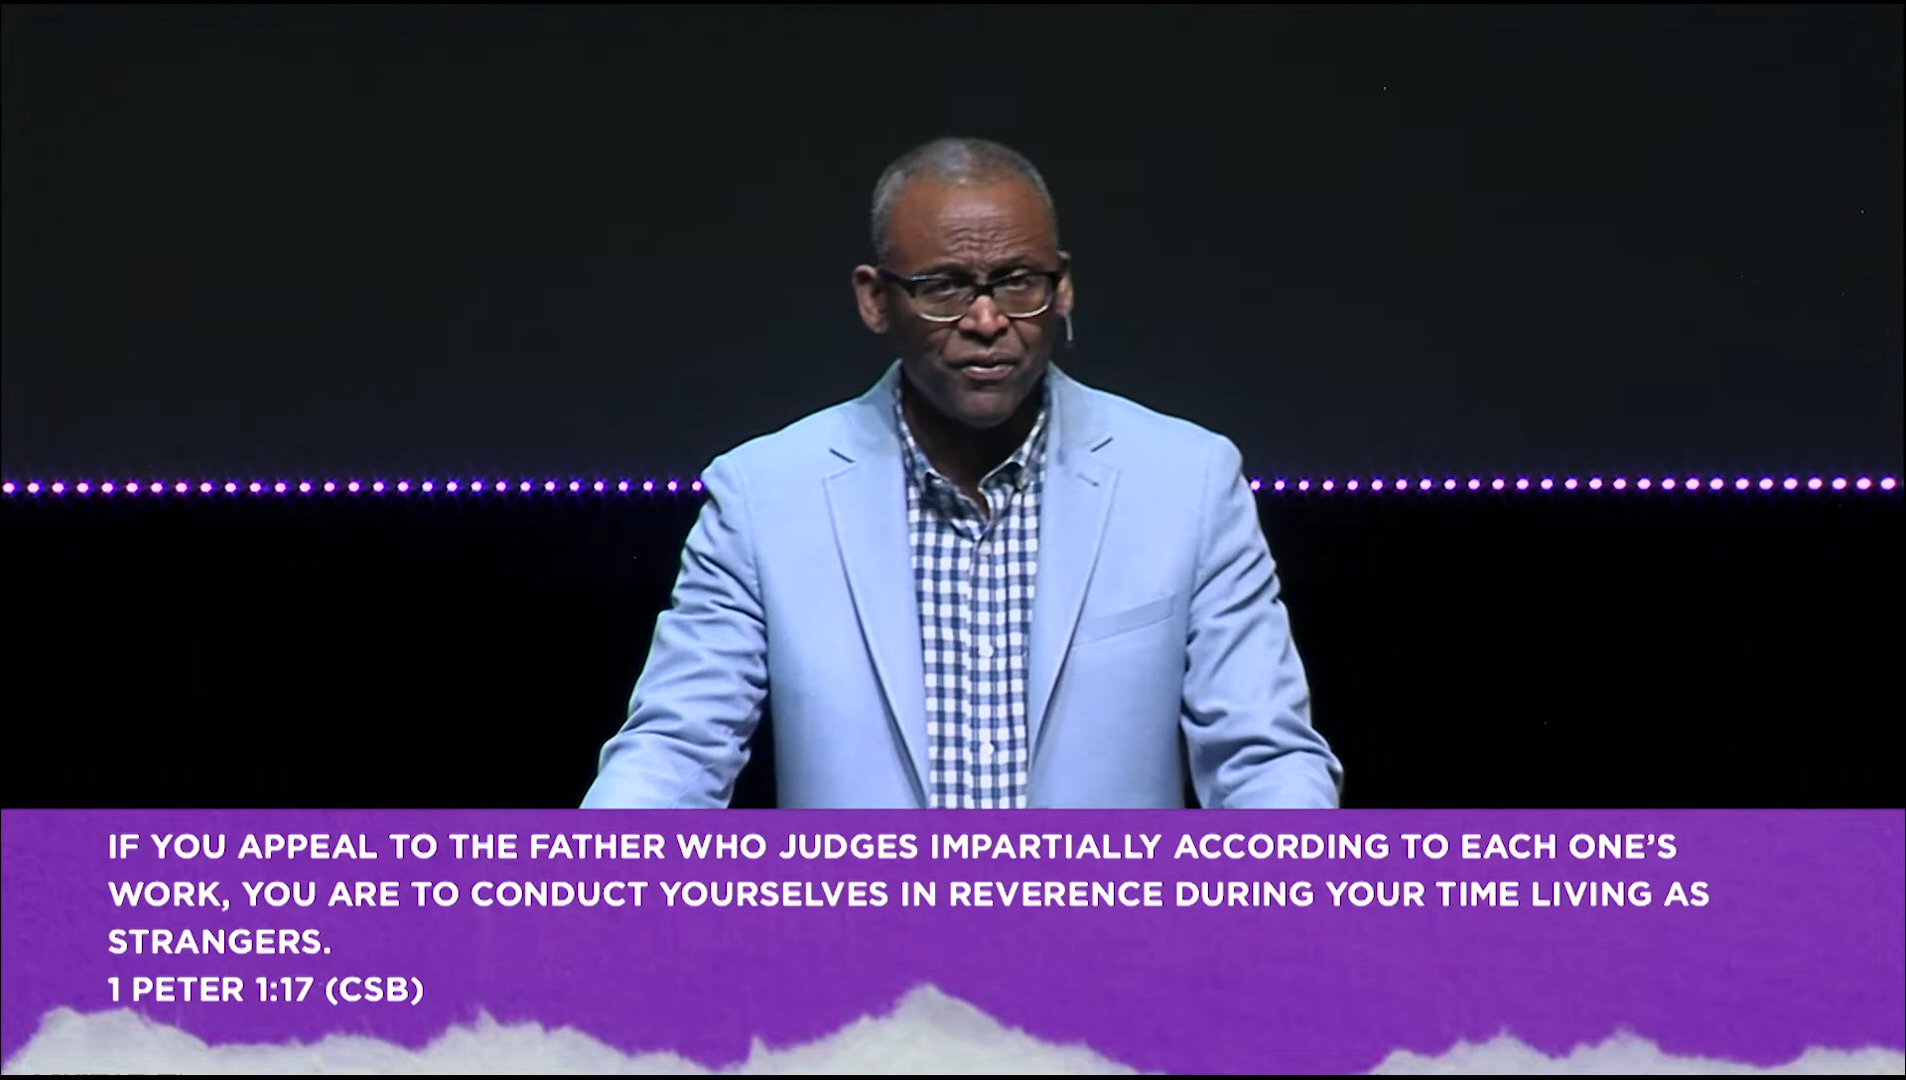 IF YOU APPEAL TO THE FATHER WHO JUDGES IMPARTIALLY ACCORDING TO EACH ONE’S
WORK, YOU ARE TO CONDUCT YOURSELVES IN REVERENCE DURING YOUR TIME LIVING AS
STRANGERS.
1 PETER 1:17 (CSB)